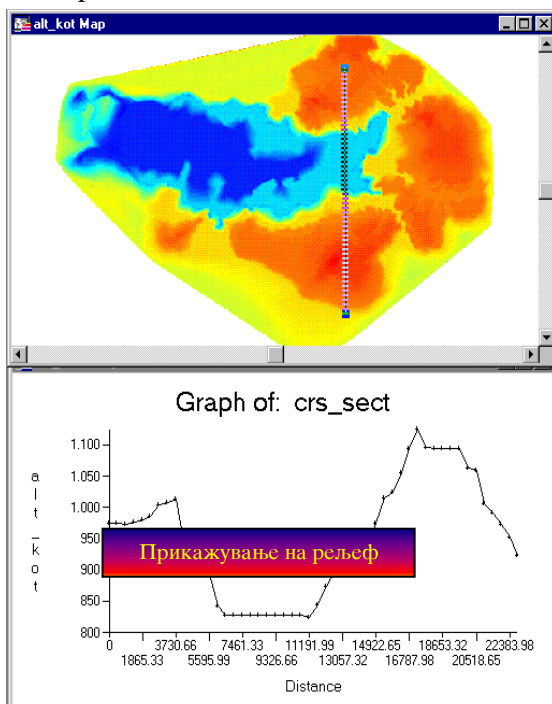 alt_kot Map
Graph of: crs_sect
1.100
1.050
1.000
950
900
850
800
alt_kot
Прикажување на рељеф
0 3730.66 7461.33 11191.99 14922.65 18653.32 22383.98
1865.33 5595.99 9326.66 13057.32 16787.98 20518.65
Distance